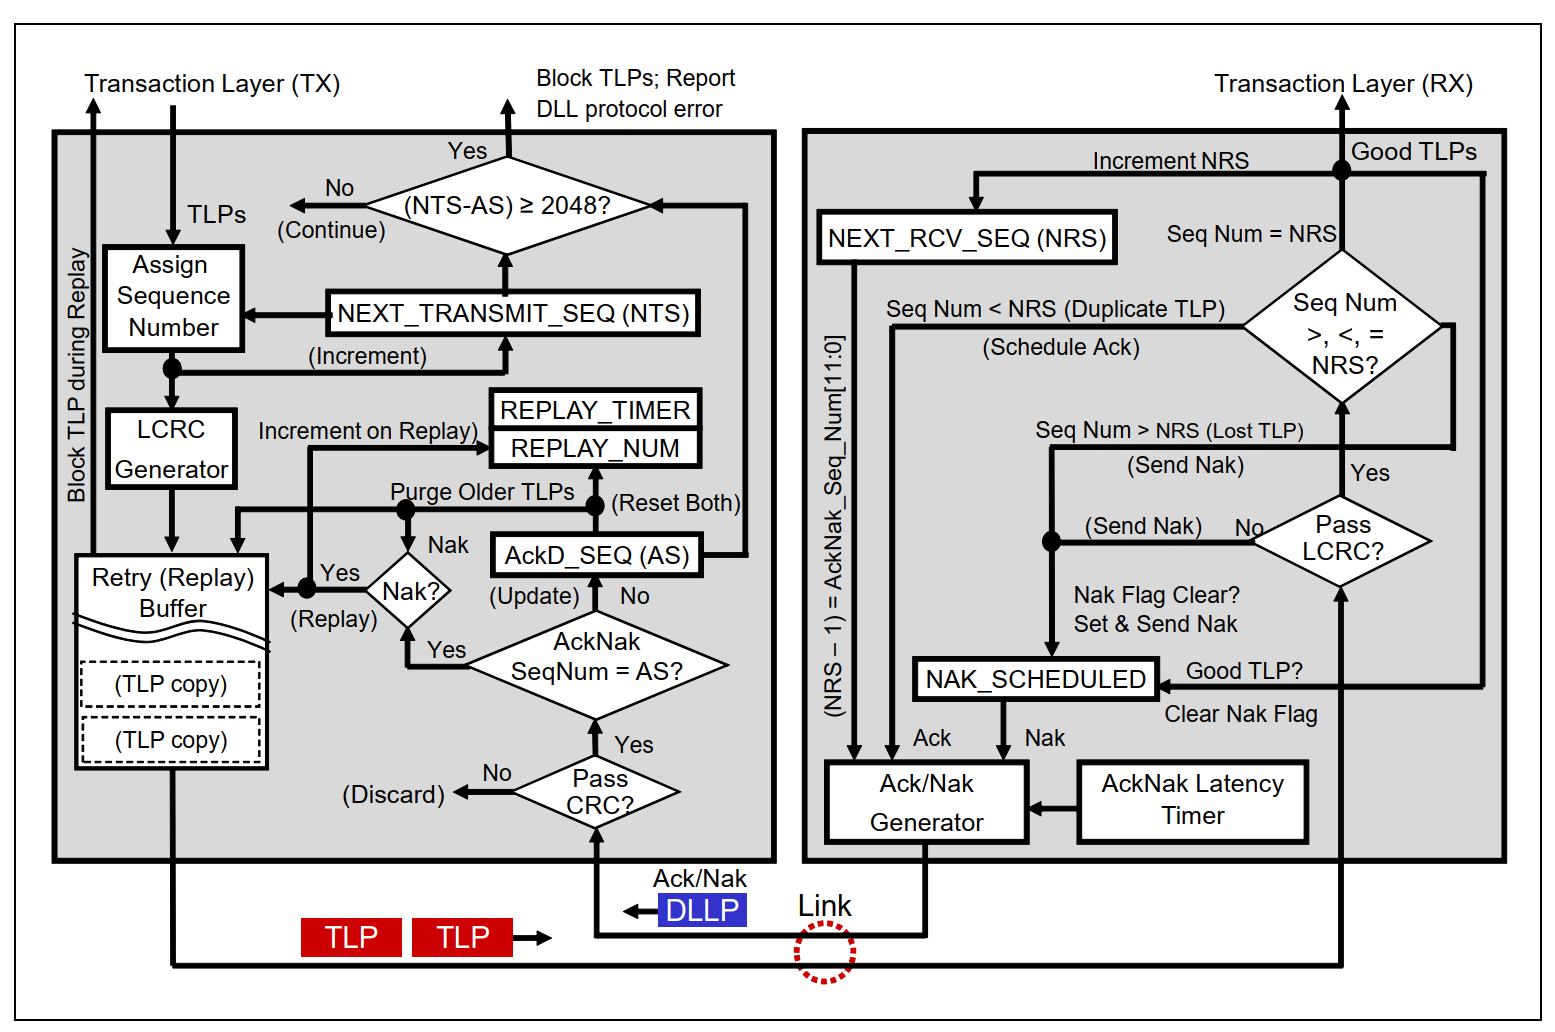 Transaction Layer (TX)
Block TLPs; Report
DLL protocol error
Transaction Layer (RX)
Yes
No
(NTS-AS) ≥ 2048?
(Continue)
TLPs
Assign
Sequence
Number
NEXT_TRANSMIT_SEQ (NTS)
(Increment)
Block TLP during Replay
LCRC
Generator
REPLAY_TIMER
REPLAY_NUM
Increment on Replay)
Purge Older TLPs
(Reset Both)
Nak
AckD_SEQ (AS)
Retry (Replay)
Buffer
Yes
(Replay)
Nak?
(Update)
No
Yes
AckNak
SeqNum = AS?
(TLP copy)
(TLP copy)
Yes
No
(Discard)
Pass
CRC?
Good TLPs
Increment NRS
NEXT_RCV_SEQ (NRS)
Seq Num = NRS
Seq Num
>, <, =
NRS?
Seq Num < NRS (Duplicate TLP)
(Schedule Ack)
(NRS – 1) = AckNak_Seq_Num[11:0]
Seq Num > NRS (Lost TLP)
(Send Nak)
Yes
(Send Nak)
No
Pass
LCRC?
Nak Flag Clear?
Set & Send Nak
NAK_SCHEDULED
Good TLP?
Clear Nak Flag
Ack
Nak
Ack/Nak
Generator
AckNak Latency
Timer
Ack/Nak
DLLP
Link
TLP
TLP